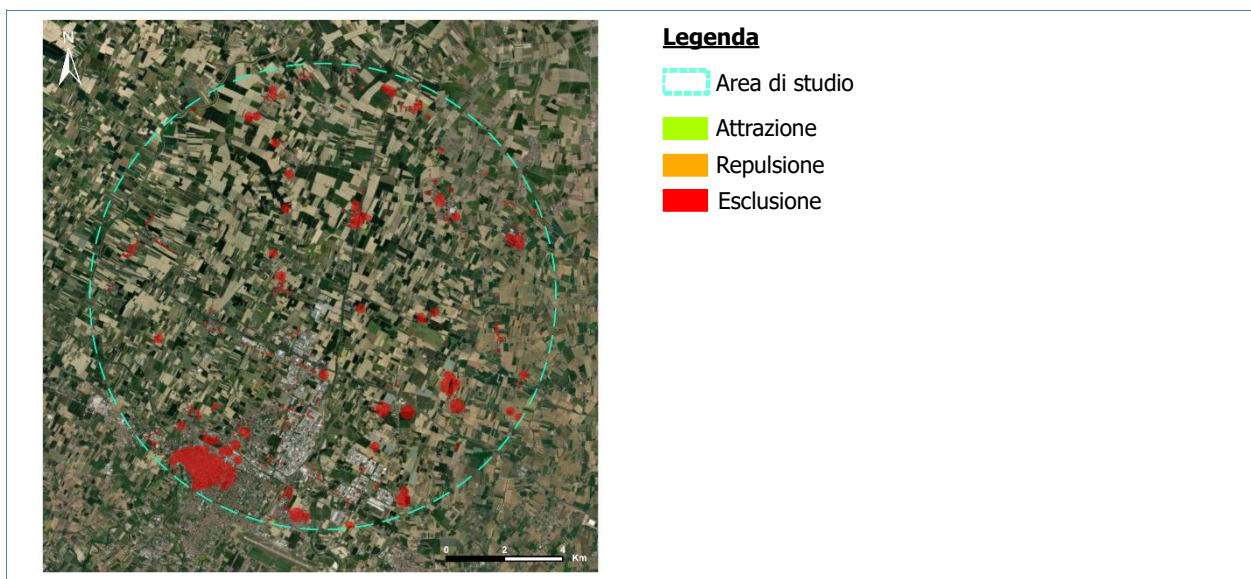 N
Legenda
Area di studio
Attrazione
Repulsione
Esclusione
0 2 4
Km